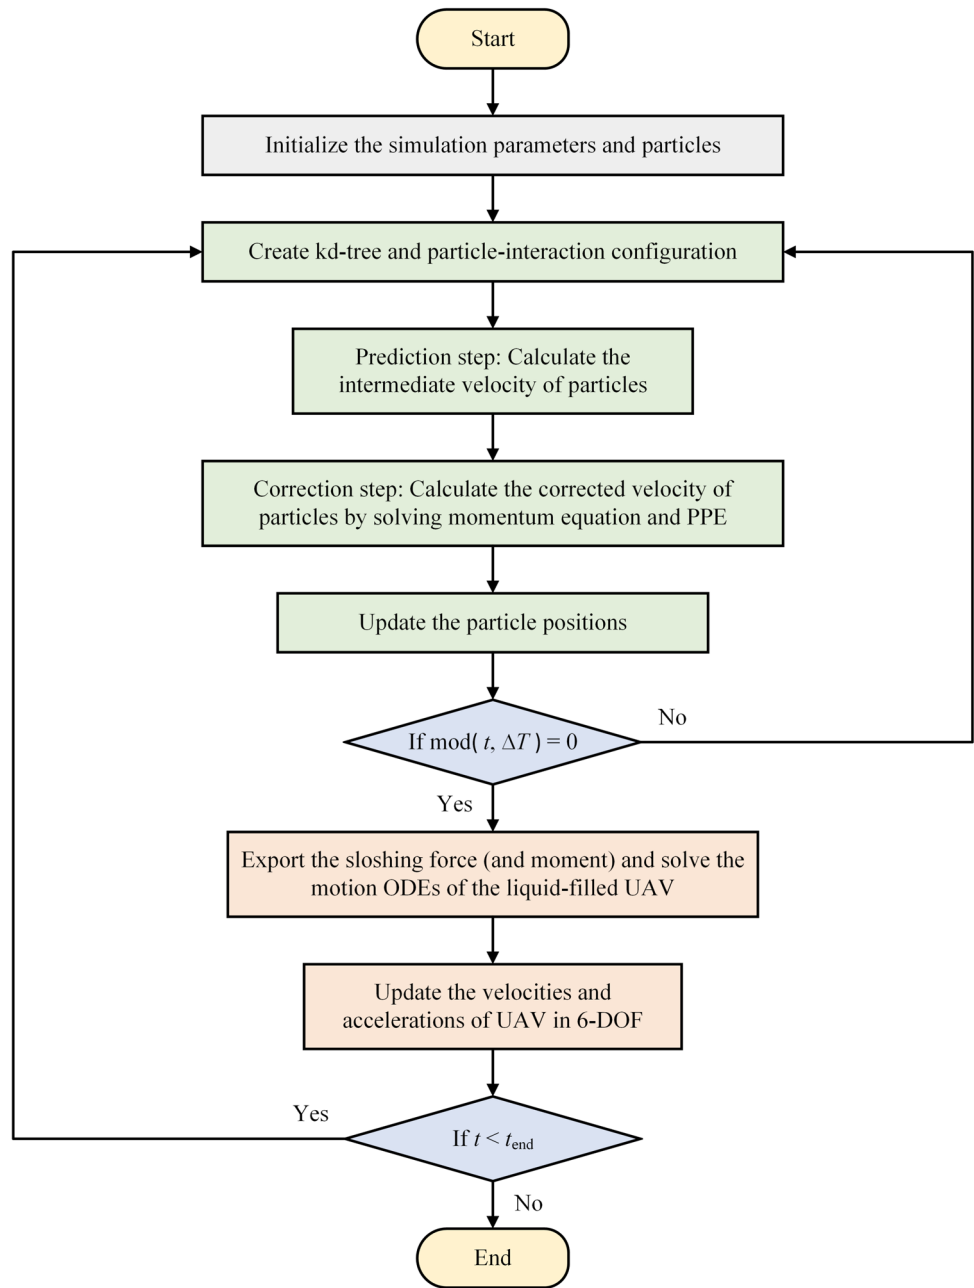 Start
Initialize the simulation parameters and particles
Create kd-tree and particle-interaction configuration
Prediction step: Calculate the
intermediate velocity of particles
Correction step: Calculate the corrected velocity of
particles by solving momentum equation and PPE
Update the particle positions
If mod( t, ΔT ) = 0
No
Yes
Export the sloshing force (and moment) and solve the
motion ODEs of the liquid-filled UAV
Update the velocities and
accelerations of UAV in 6-DOF
Yes
If t < tend
No
End